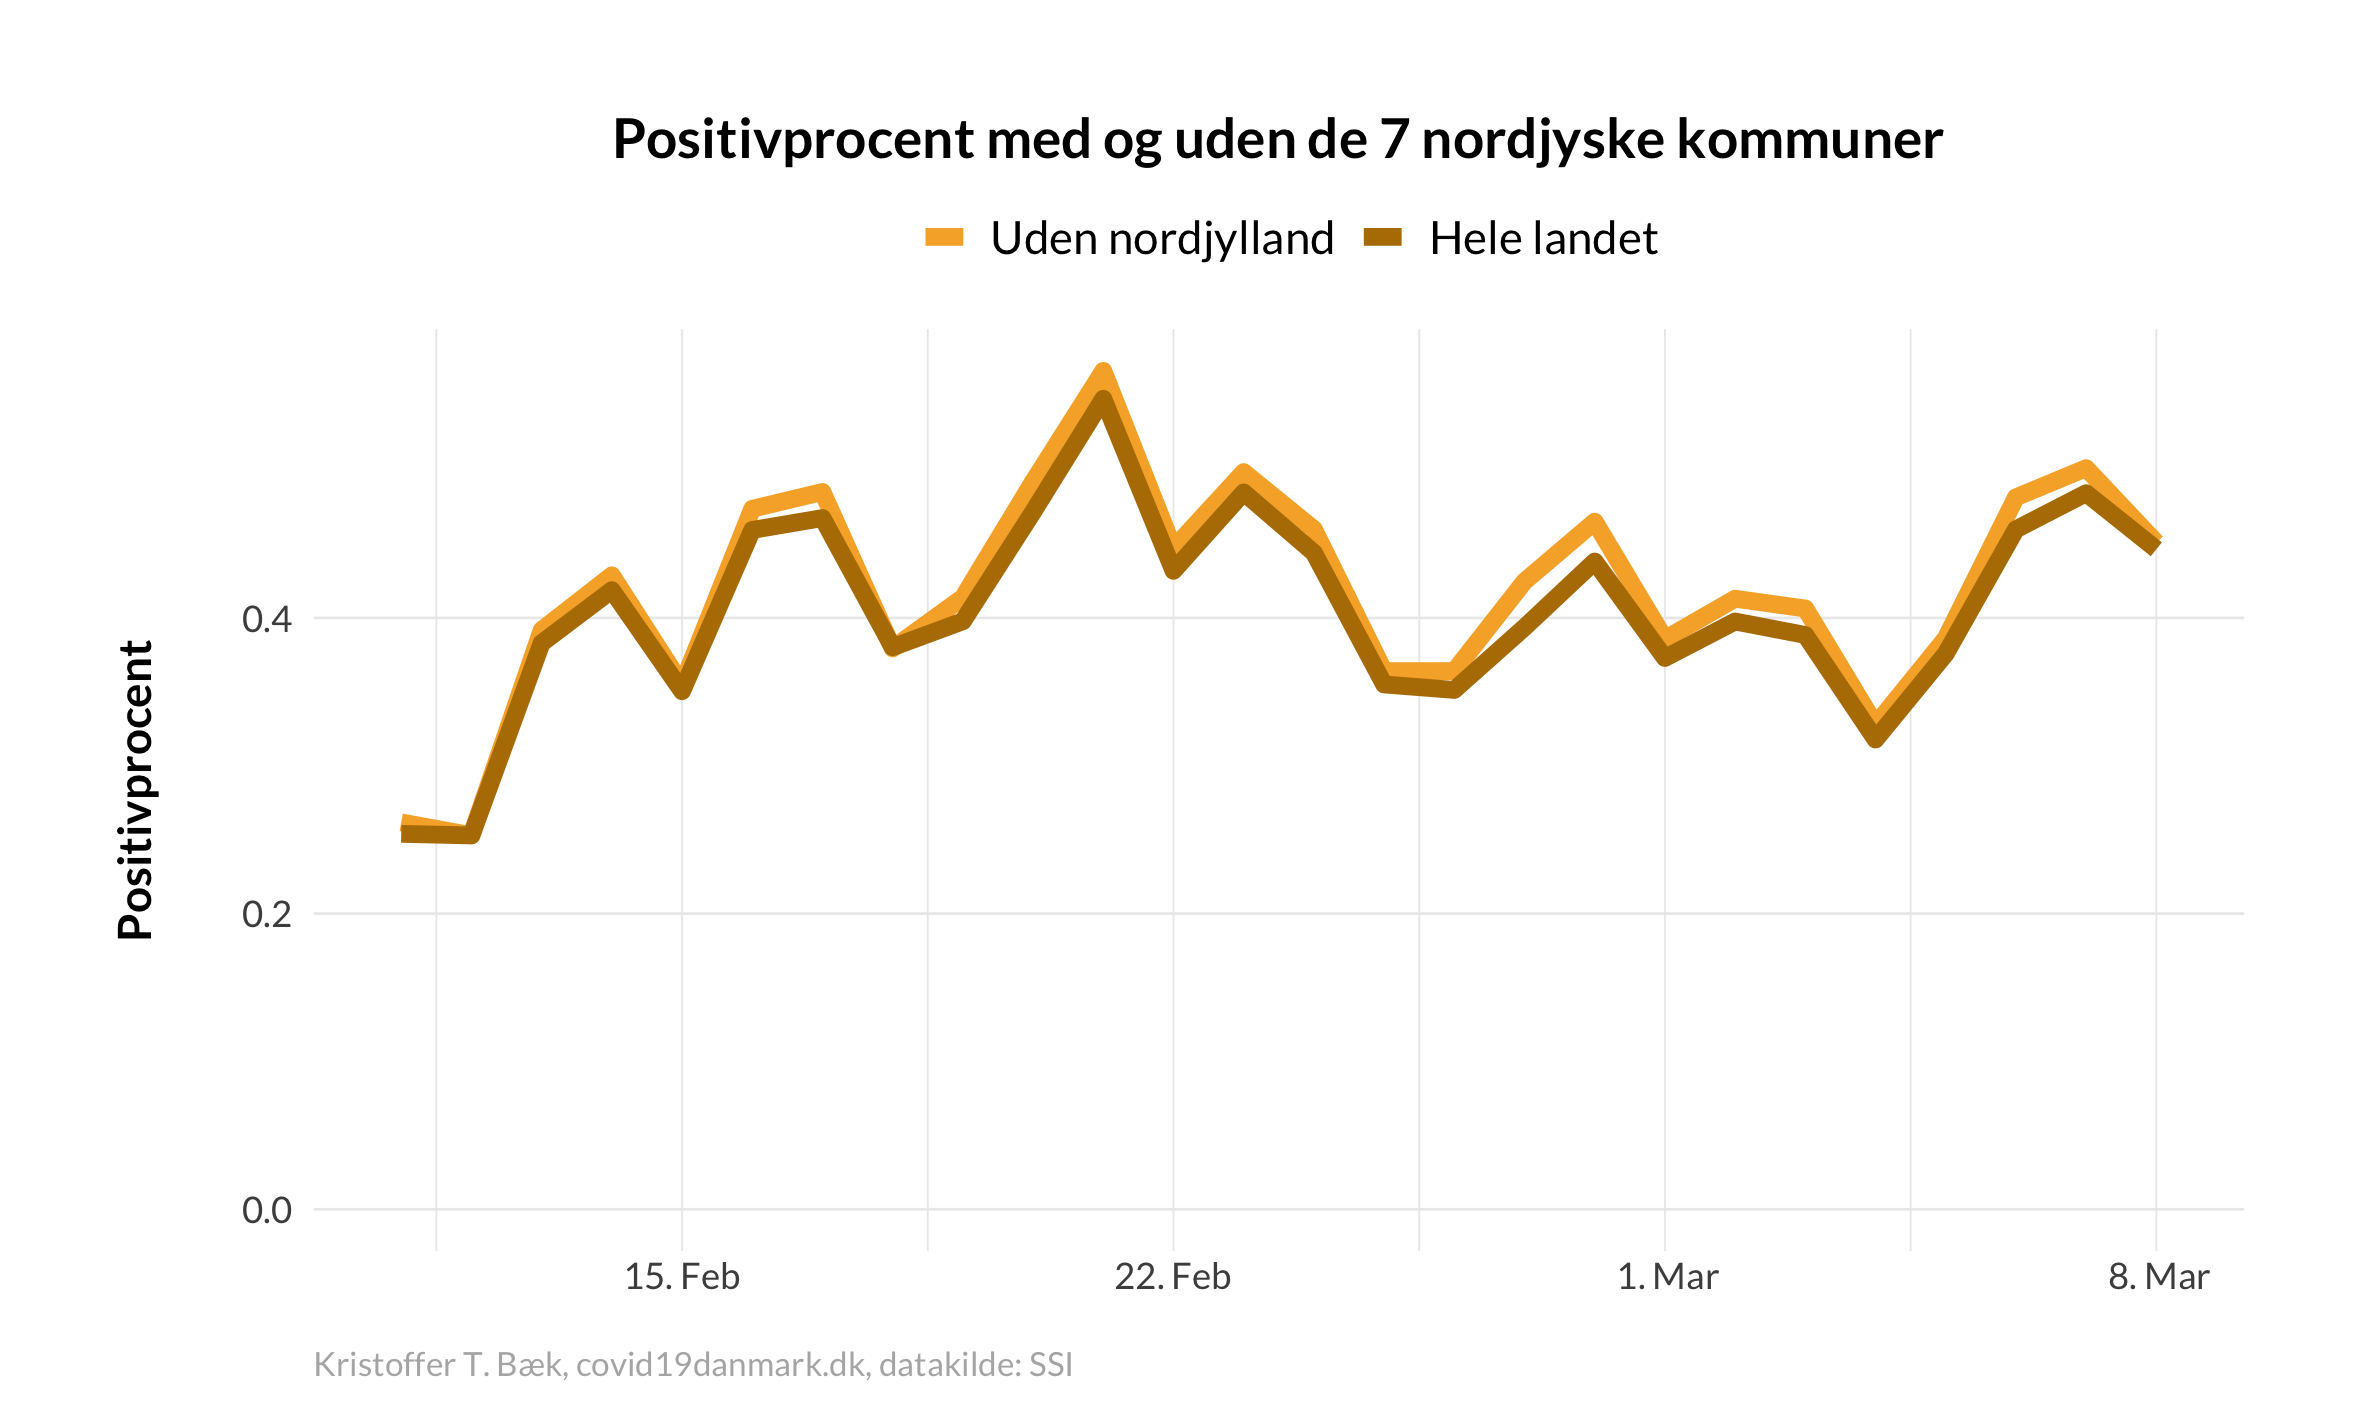 Positivprocent med og uden de 7 nordjyske kommuner
Uden nordjylland Hele landet
Positivprocent
0.4
0.2
0.0
15. Feb 22. Feb 1. Mar 8. Mar
Kristoffer T. Bæk, covid19danmark.dk, datakilde: SSI